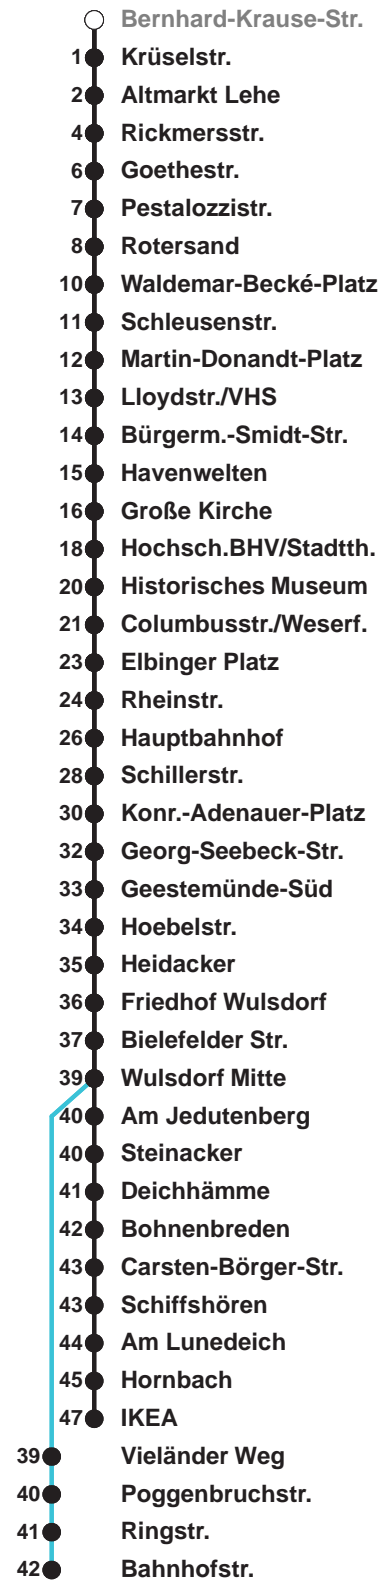 Bernhard-Krause-Str.
1 Krüselstr.
2 Altmarkt Lehe
4 Rickmersstr.
6 Goethestr.
7 Pestalozzistr.
8 Rotersand
10 Waldemar-Becké-Platz
11 Schleusenstr.
12 Martin-Donandt-Platz
13 Lloydstr./VHS
14 Bürgerm.-Smidt-Str.
15 Havenwelten
16 Große Kirche
18 Hochsch.BHV/Stadtth.
20 Historisches Museum
21 Columbusstr./Weserf.
23 Elbinger Platz
24 Rheinstr.
26 Hauptbahnhof
28 Schillerstr.
30 Konr.-Adenauer-Platz
32 Georg-Seebeck-Str.
33 Geestemünde-Süd
34 Hoebelstr.
35 Heidacker
36 Friedhof Wulsdorf
37 Bielefelder Str.
39 Wulsdorf Mitte
40 Am Jedutenberg
40 Steinacker
41 Deichhämme
42 Bohnenbreden
43 Carsten-Börger-Str.
43 Schiffshören
44 Am Lunedeich
45 Hornbach
47 IKEA
39 Vieländer Weg
40 Poggenbruchstr.
41 Ringstr.
42 Bahnhofstr.